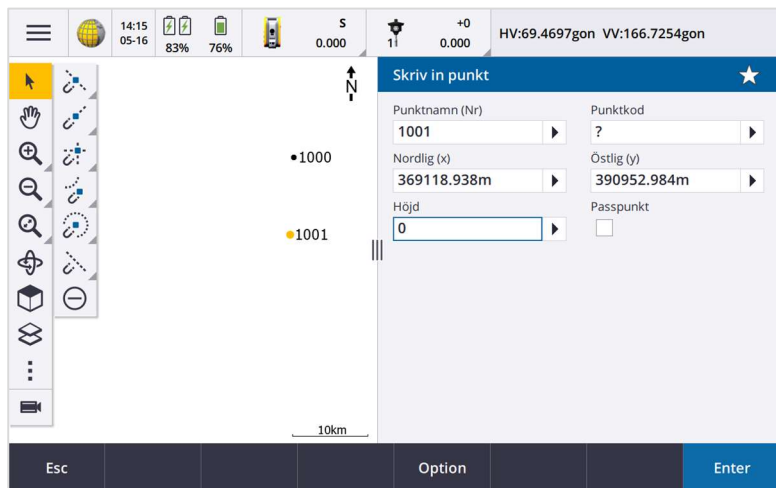 14:15
05-16
83%
76%
S
0.000
1
+0
0.000
HV:69.4697gon VV:166.7254gon
N
1000
1001
10km
Skriv in punkt
Punktnamn (Nr)
Punktkod
1001
?
Nordlig (x)
Östlig (y)
369118.938m
390952.984m
Höjd
Passpunkt
0
Esc
Option
Enter